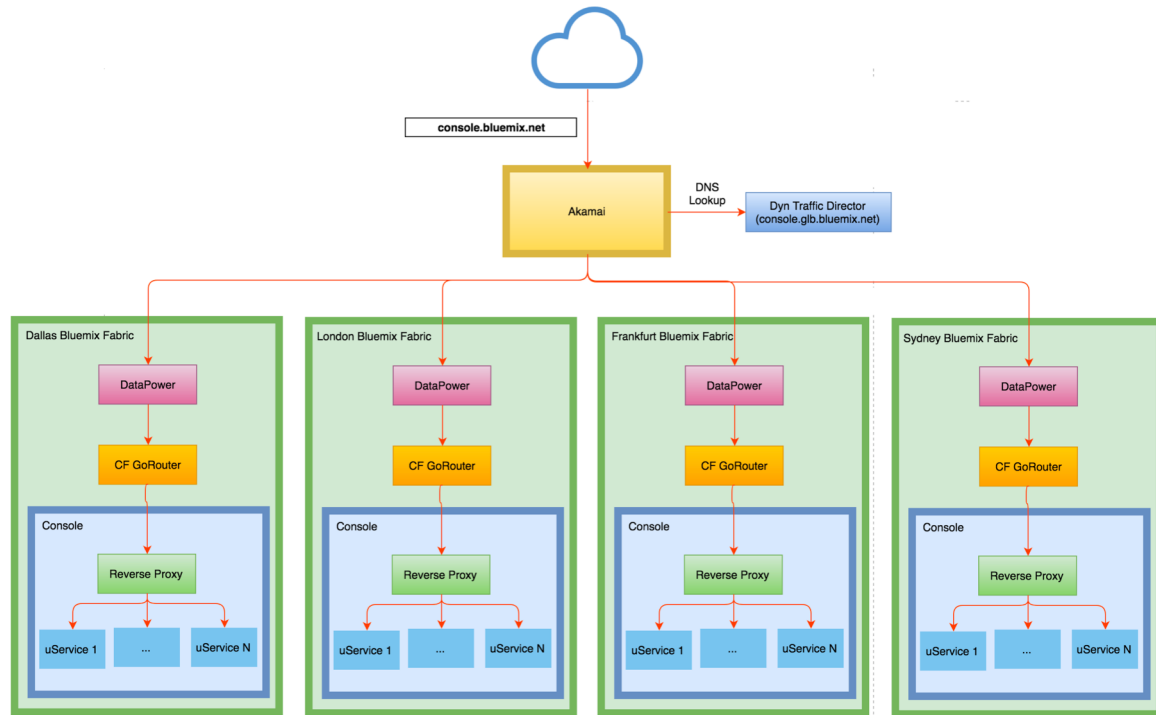 console.bluemix.net
Akamai
DNS
Lookup
Dyn Traffic Director
(console.glb.bluemix.net)
Dallas Bluemix Fabric
DataPower
CF GoRouter
Console
Reverse Proxy
uService 1
...
uService N
London Bluemix Fabric
DataPower
CF GoRouter
Console
Reverse Proxy
uService 1
...
uService N
Frankfurt Bluemix Fabric
DataPower
CF GoRouter
Console
Reverse Proxy
uService 1
...
uService N
Sydney Bluemix Fabric
DataPower
CF GoRouter
Console
Reverse Proxy
uService 1
...
uService N